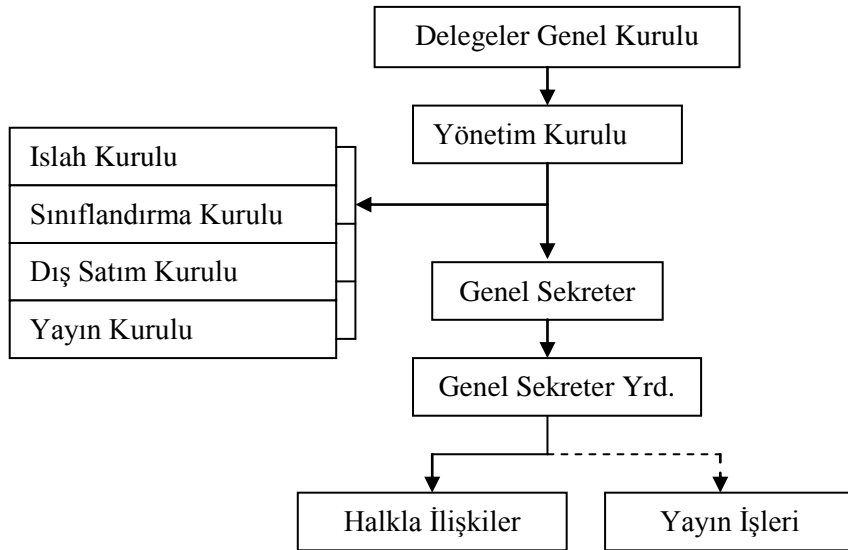 Delegeler Genel Kurulu
Yönetim Kurulu
Islah Kurulu
Sınıflandırma Kurulu
Dış Satım Kurulu
Yayın Kurulu
Genel Sekreter
Genel Sekreter Yrd.
Halkla İlişkiler
Yayın İşleri